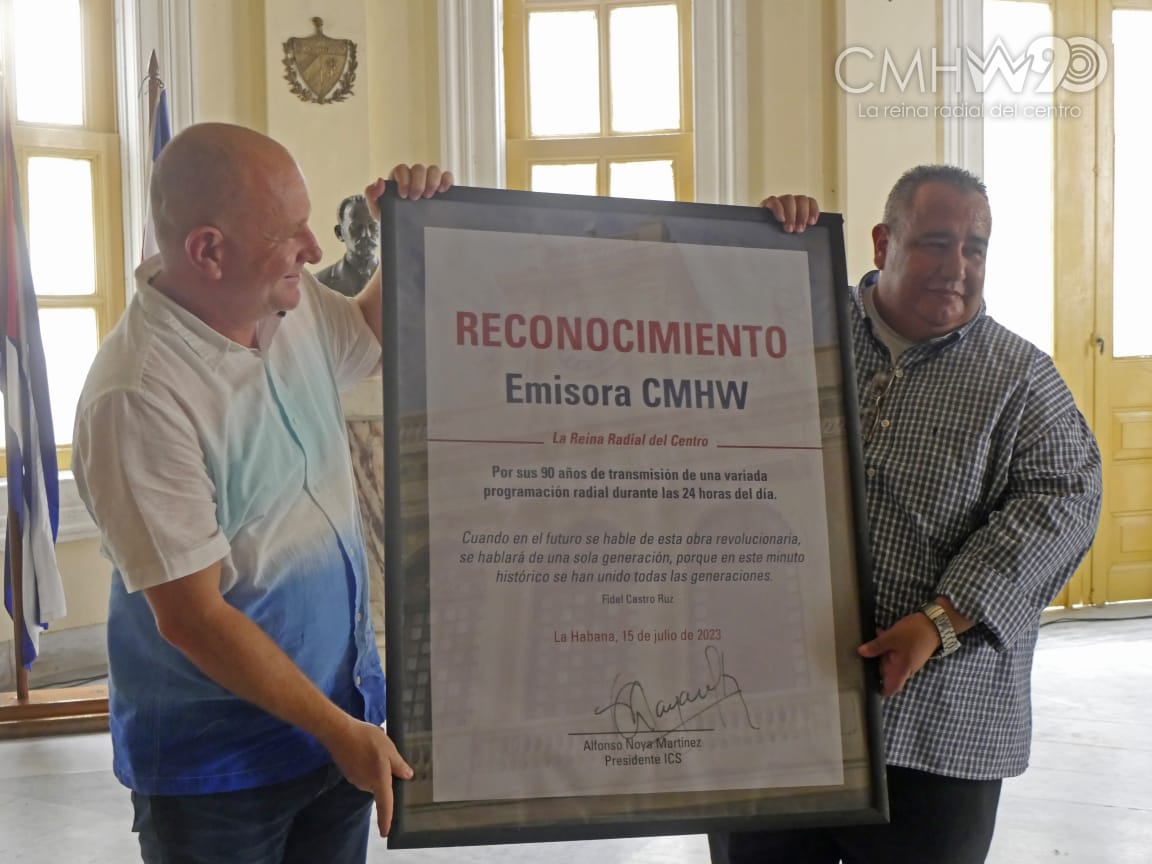 CMHW90
La reina radial del centro
RECONOCIMIENTO
Emisora CMHW
La Reina Radial del Centro
Por sus 90 años de transmisión de una variada
programación radial durante las 24 horas del día.
Cuando en el futuro se hable de esta obra revolucionaria,
se hablará de una sola generación, porque en este minuto
histórico se han unido todas las generaciones.
Fidel Castro Ruz
La Habana, 15 de julio de 2023
Alfonso Noya Martínez
Presidente ICS